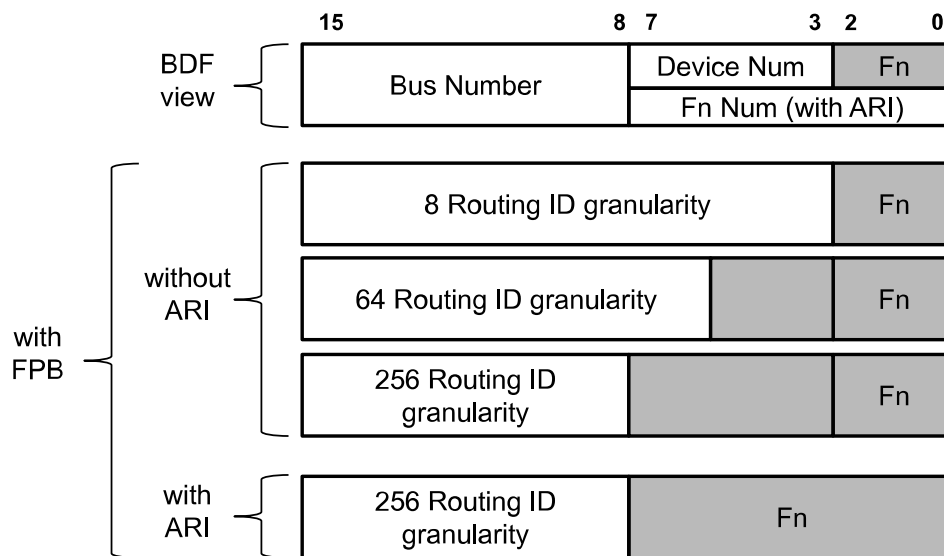 15 8 7 3 2 0
BDF
view
Bus Number
Device Num
Fn
Fn Num (with ARI)
with
FPB
without
ARI
8 Routing ID granularity
Fn
64 Routing ID granularity
Fn
256 Routing ID
granularity
Fn
with
ARI
256 Routing ID
granularity
Fn